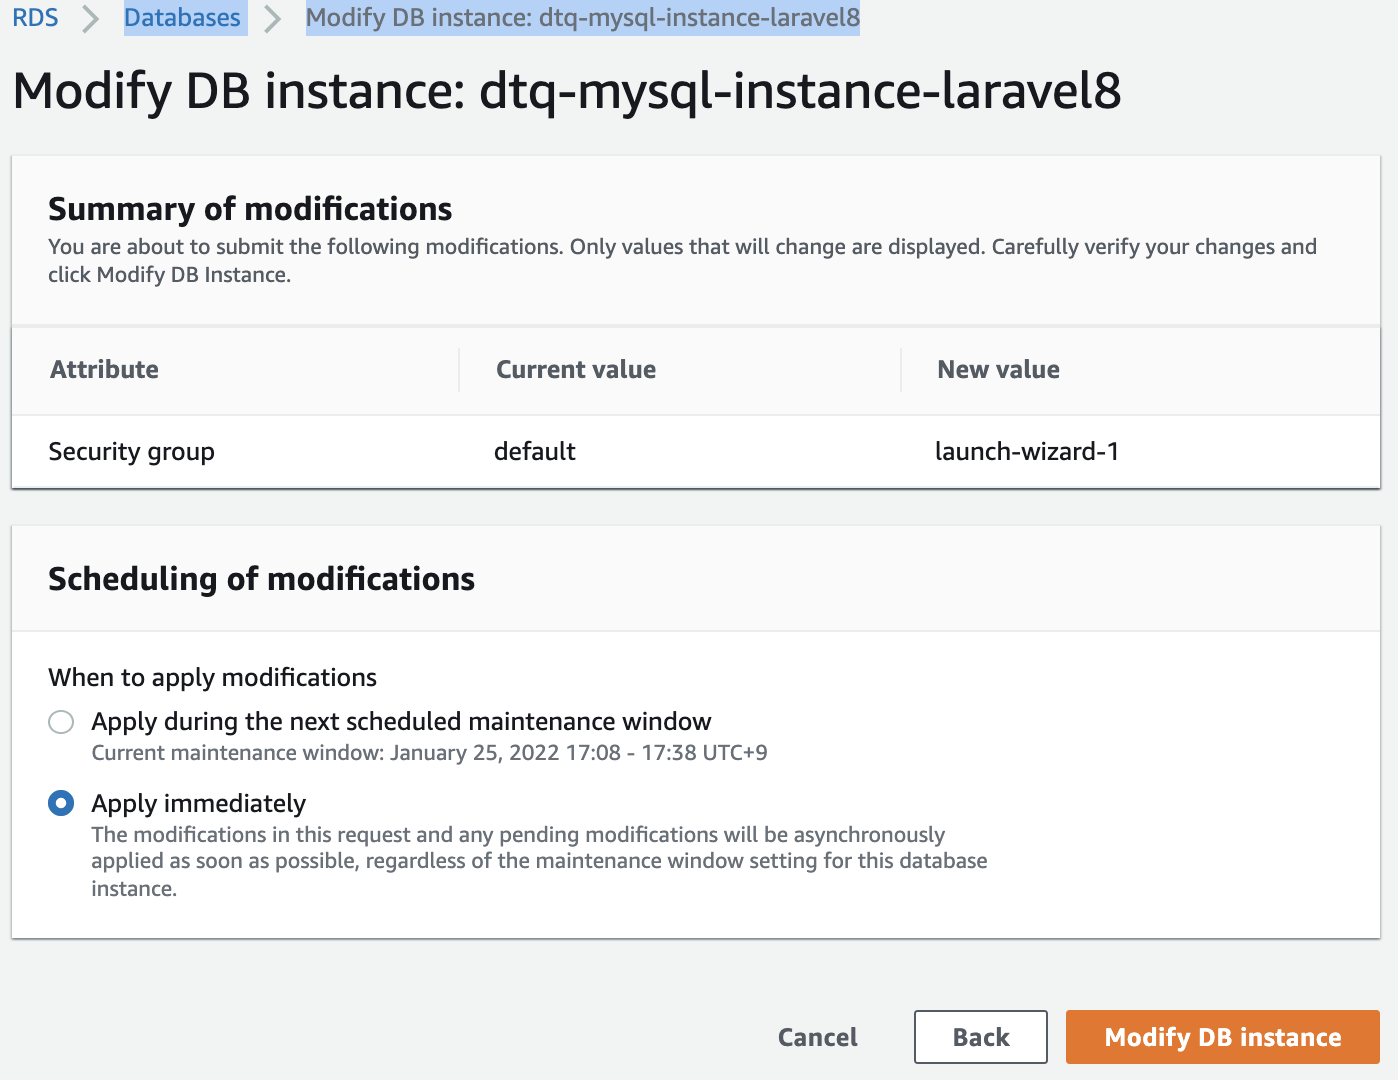 RDS > Databases > Modify DB instance: dtq-mysql-instance-laravel8
Modify DB instance: dtq-mysql-instance-laravel8
Summary of modifications
You are about to submit the following modifications. Only values that will change are displayed. Carefully verify your changes and
click Modify DB Instance.
Attribute Current value New value
Security group default launch-wizard-1
Scheduling of modifications
When to apply modifications
Apply during the next scheduled maintenance window
Current maintenance window: January 25, 2022 17:08 - 17:38 UTC+9
Apply immediately
The modifications in this request and any pending modifications will be asynchronously
applied as soon as possible, regardless of the maintenance window setting for this database
instance.
Cancel Back Modify DB instance